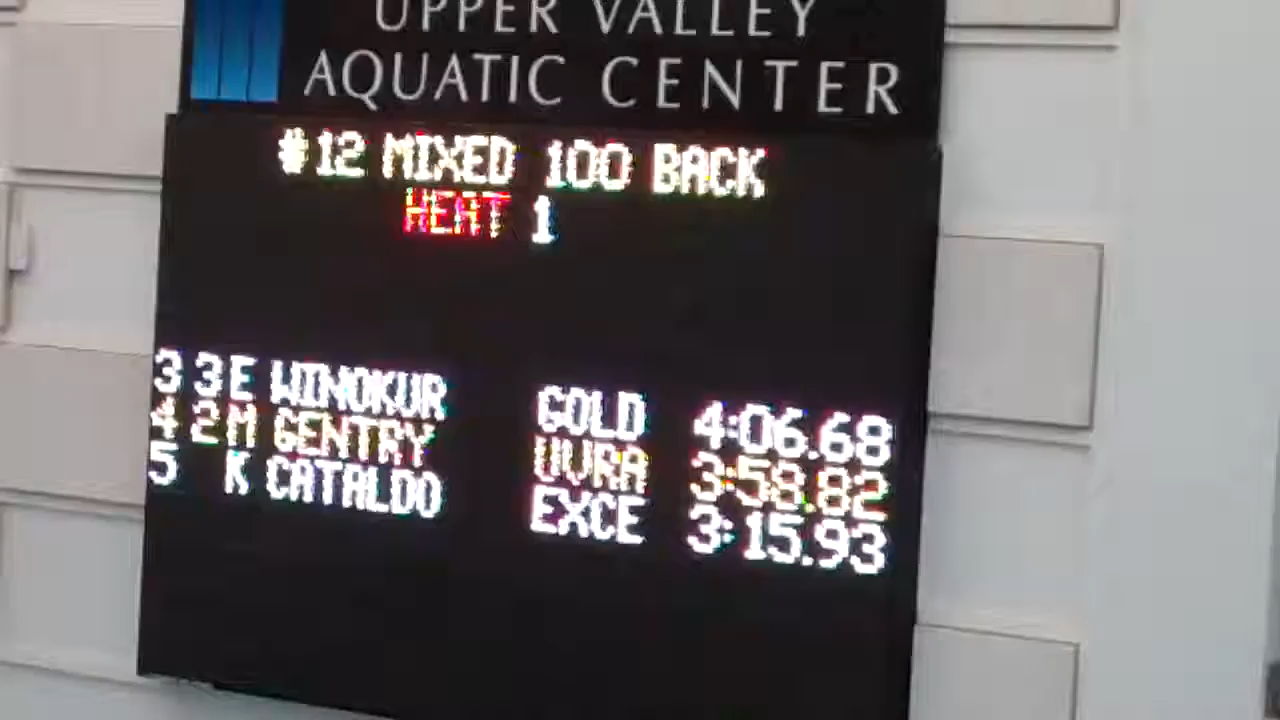 UPPER VALLEY
AQUATIC CENTER
#12 MIXED 100 BACK
HEAT 1
3 3 E WINOKUR GOLD 4:06.68
4 2 M GENTRY UVRA 3:58.82
5 K CATALDO EXCE 3:15.93